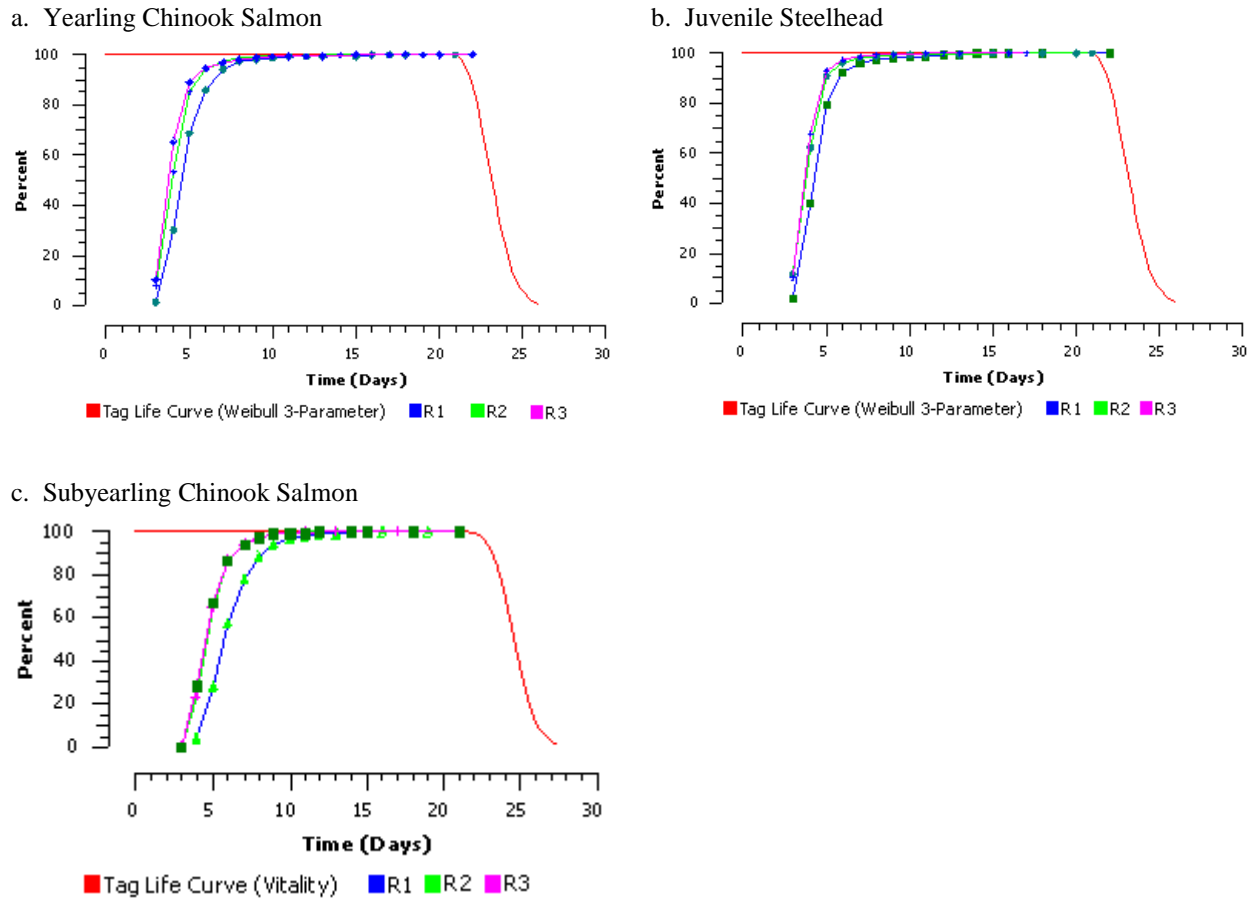 a. Yearling Chinook Salmon
100
80
60
40
20
0
Percent
0 5 10 15 20 25 30
Time (Days)
Tag Life Curve (Weibull 3-Parameter) R1 R2 R3
b. Juvenile Steelhead
100
80
60
40
20
0
Percent
0 5 10 15 20 25 30
Time (Days)
Tag Life Curve (Weibull 3-Parameter) R1 R2 R3
c. Subyearling Chinook Salmon
100
80
60
40
20
0
Percent
0 5 10 15 20 25 30
Time (Days)
Tag Life Curve (Vitality) R1 R2 R3